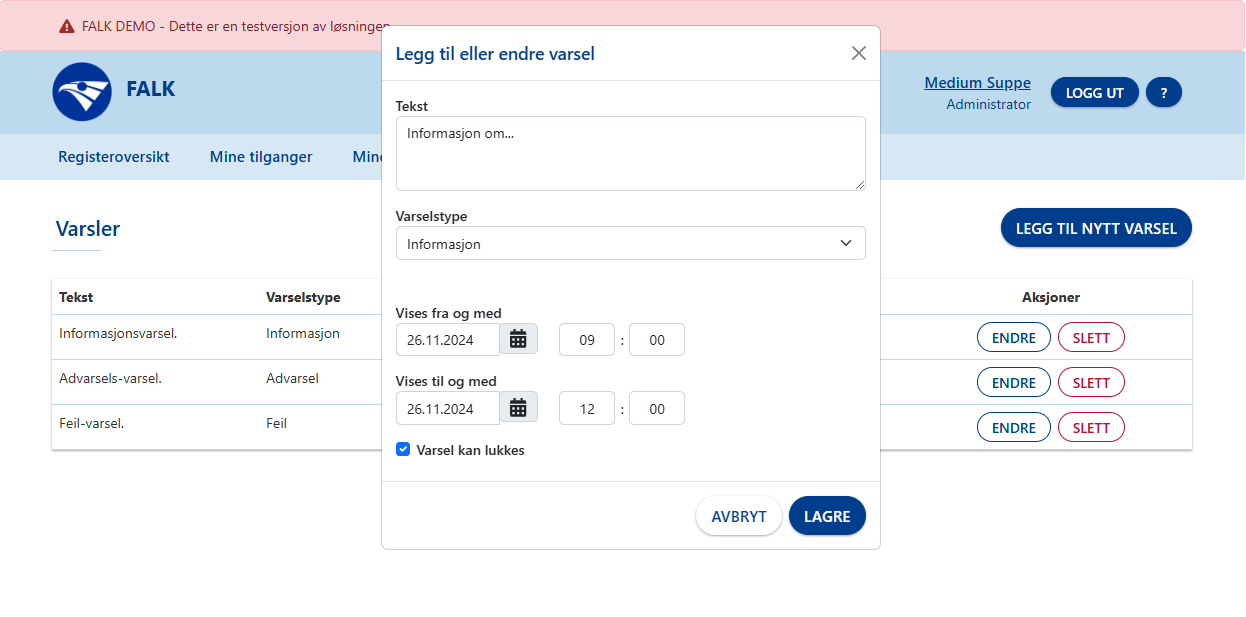 FALK DEMO - Dette er en testversjon av løsningen
FALK
Medium Suppe
Administrator
LOGG UT
?
Registeroversikt
Mine tilganger
Legg til eller endre varsel
Tekst
Informasjon om...
Varselstype
Informasjon
Vises fra og med
26.11.2024 09 : 00
Vises til og med
26.11.2024 12 : 00
Varsel kan lukkes
AVBRYT
LAGRE
Varsler
LEGG TIL NYTT VARSEL
Tekst Varselstype Aksjoner
Informasjonsvarsel. Informasjon ENDRE SLETT
Advarsels-varsel. Advarsel ENDRE SLETT
Feil-varsel. Feil ENDRE SLETT